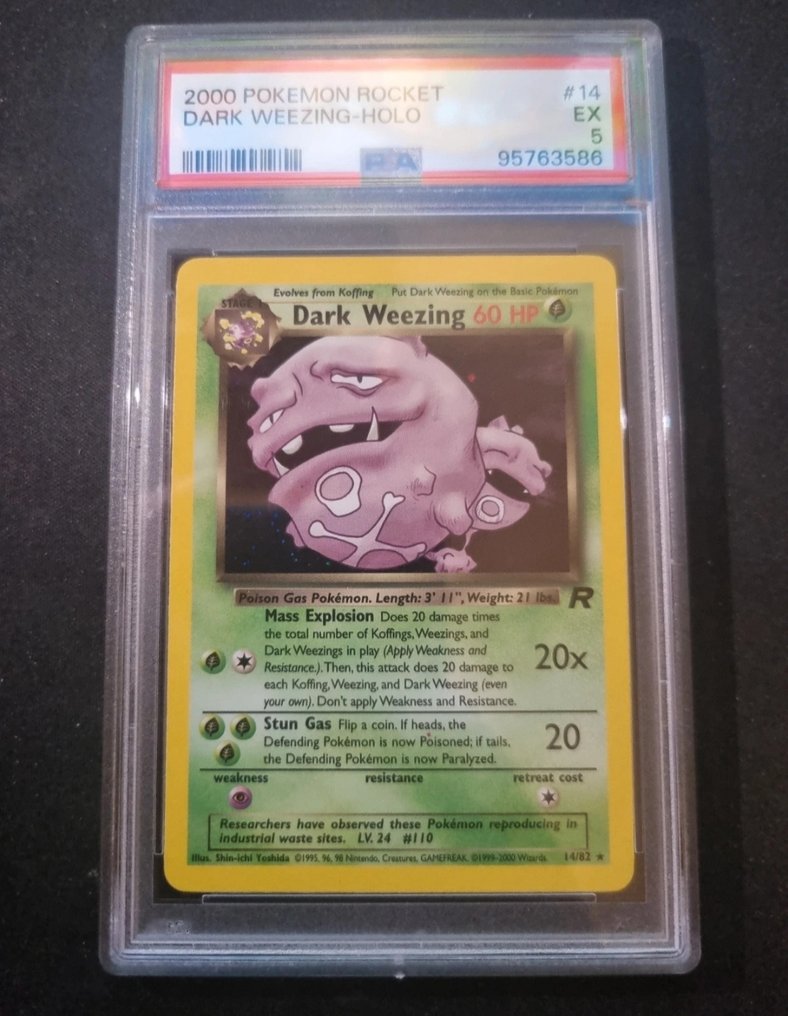 2000 POKEMON ROCKET #14
DARK WEEZING-HOLO EX
5
PSA 95763586
Evolves from Koffing Put Dark Weezing on the Basic Pokémon
STAGE 1
Dark Weezing 60 HP
Poison Gas Pokémon. Length: 3' 11", Weight: 21 lbs. R
Mass Explosion Does 20 damage times
the total number of Koffings, Weezings, and
Dark Weezings in play (Apply Weakness and
Resistance.). Then, this attack does 20 damage to 20x
each Koffing, Weezing, and Dark Weezing (even
your own). Don't apply Weakness and Resistance.
Stun Gas Flip a coin. If heads, the
Defending Pokémon is now Poisoned; if tails, 20
the Defending Pokémon is now Paralyzed.
weakness resistance retreat cost
Researchers have observed these Pokémon reproducing in
industrial waste sites. LV. 24 #110
Illus. Shin-ichi Yoshida ©1995, 96, 98 Nintendo, Creatures, GAMEFREAK. ©1999-2000 Wizards. 14/82 ★